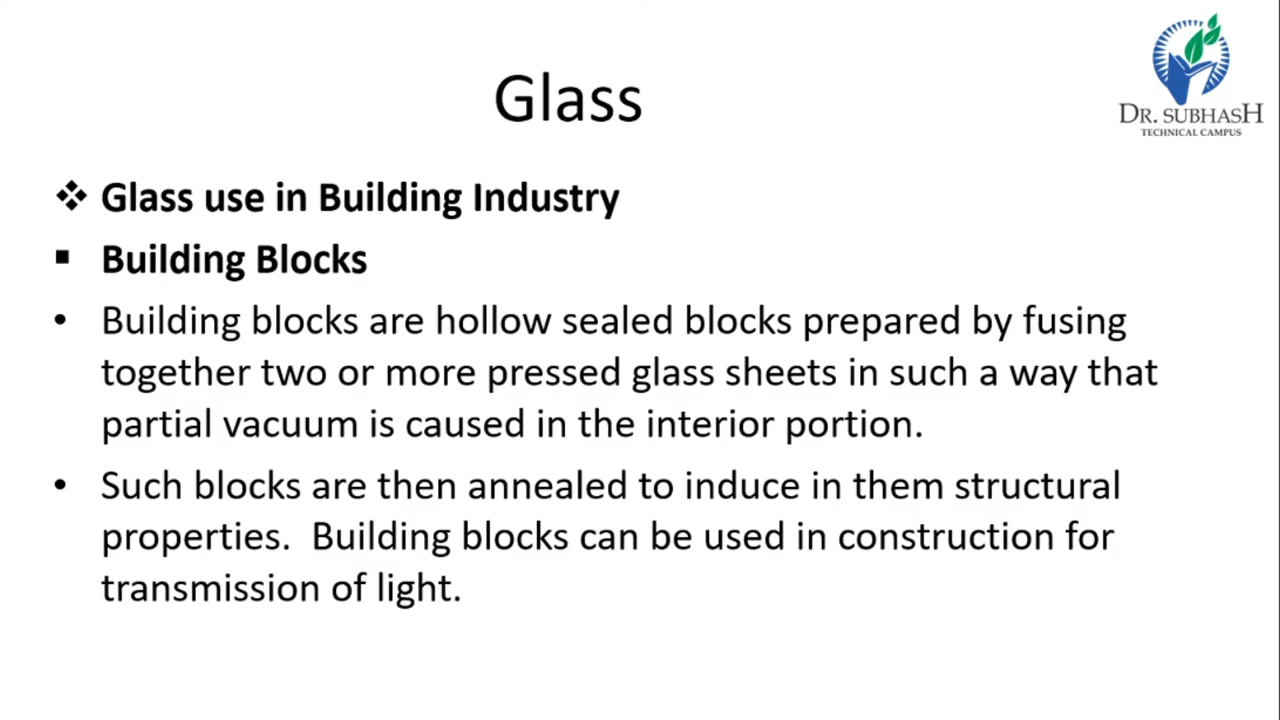 DR. SUBHASH
TECHNICAL CAMPUS
Glass
❖ Glass use in Building Industry
▪ Building Blocks
• Building blocks are hollow sealed blocks prepared by fusing
together two or more pressed glass sheets in such a way that
partial vacuum is caused in the interior portion.
• Such blocks are then annealed to induce in them structural
properties.  Building blocks can be used in construction for
transmission of light.